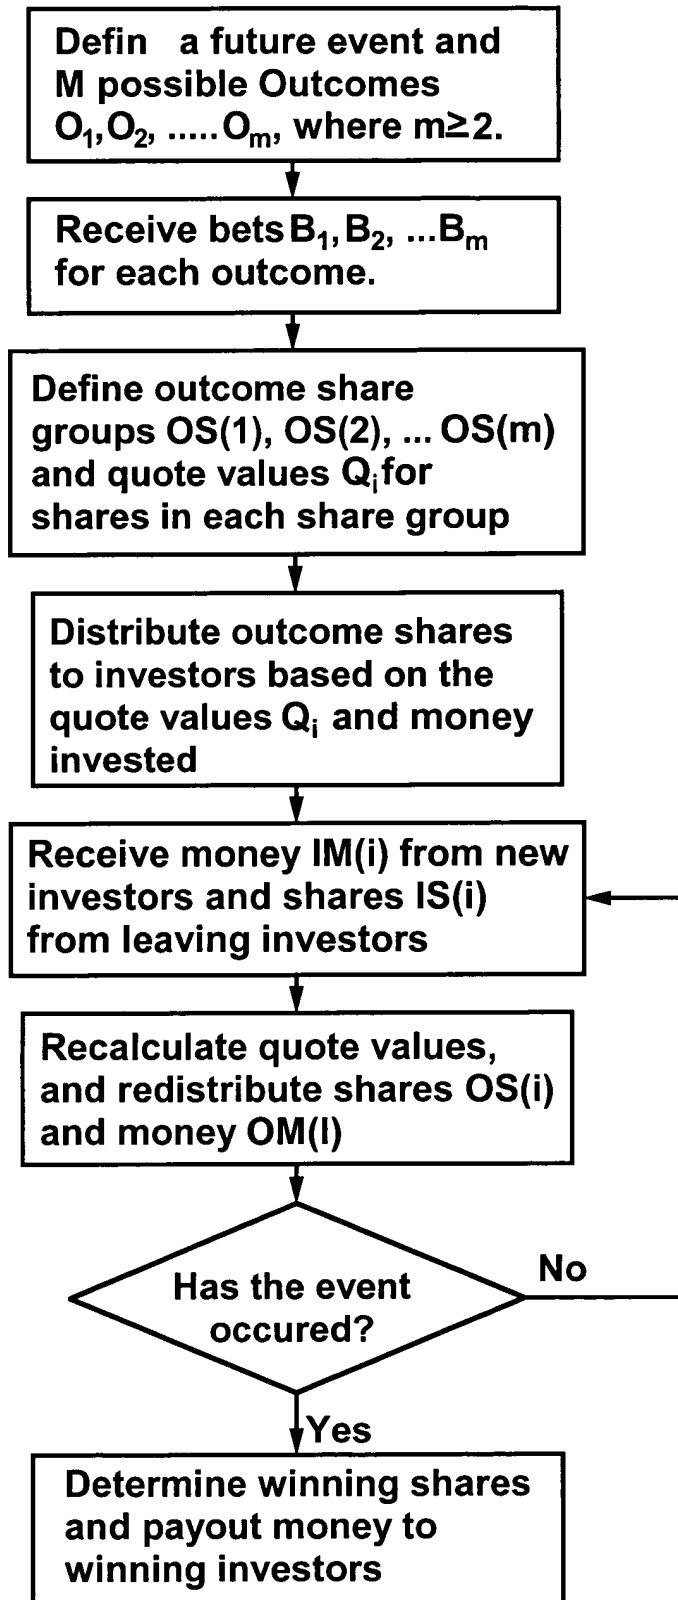 Defin a future event and
M possible Outcomes
O₁, O₂, ..... Oₘ, where m≥2.
Receive bets B₁, B₂, ...Bₘ
for each outcome.
Define outcome share
groups OS(1), OS(2), ... OS(m)
and quote values Qᵢ for
shares in each share group
Distribute outcome shares
to investors based on the
quote values Qᵢ and money
invested
Receive money IM(i) from new
investors and shares IS(i)
from leaving investors
Recalculate quote values,
and redistribute shares OS(i)
and money OM(I)
Has the event
occured?
No
Yes
Determine winning shares
and payout money to
winning investors